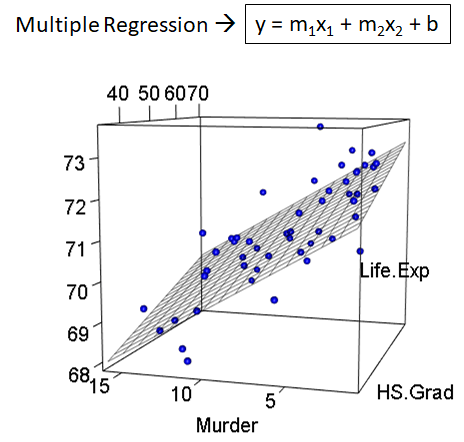 Multiple Regression → y = m₁x₁ + m₂x₂ + b
40 50 60 70
73
72
71
70
69
68
15
10
5
Life.Exp
HS.Grad
Murder